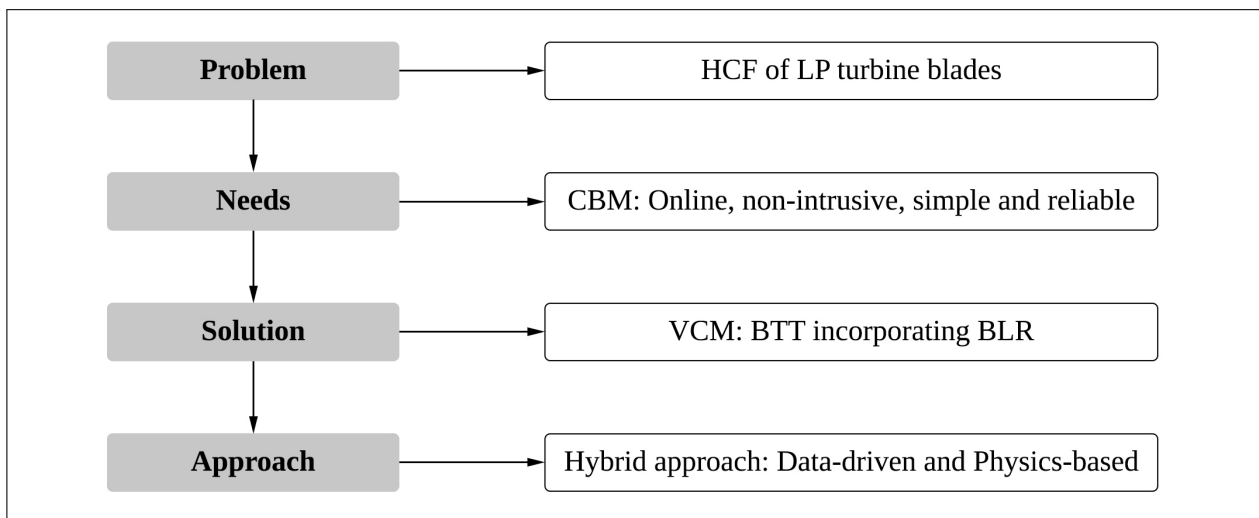 Problem
HCF of LP turbine blades
Needs
CBM: Online, non-intrusive, simple and reliable
Solution
VCM: BTT incorporating BLR
Approach
Hybrid approach: Data-driven and Physics-based